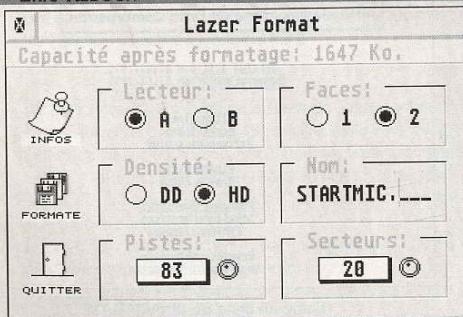 Lazer Format
Capacité après formatage: 1647 Ko.
INFOS
Lecteur:
A B
Faces:
1 2
FORMATE
Densité:
DD HD
Nom:
STARTMIC.___
QUITTER
Pistes:
83
Secteurs:
20